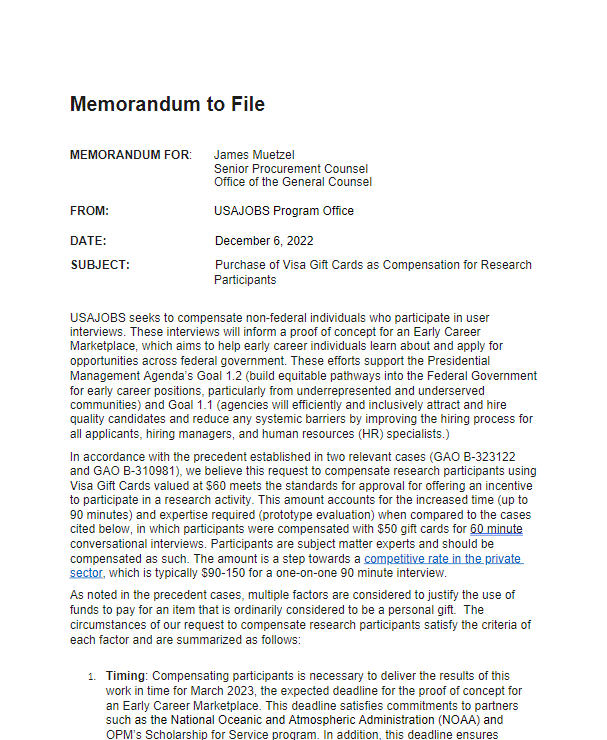 Memorandum to File
MEMORANDUM FOR: James Muetzel
Senior Procurement Counsel
Office of the General Counsel
FROM: USAJOBS Program Office
DATE: December 6, 2022
SUBJECT: Purchase of Visa Gift Cards as Compensation for Research
Participants
USAJOBS seeks to compensate non-federal individuals who participate in user
interviews. These interviews will inform a proof of concept for an Early Career
Marketplace, which aims to help early career individuals learn about and apply for
opportunities across federal government. These efforts support the Presidential
Management Agenda’s Goal 1.2 (build equitable pathways into the Federal Government
for early career positions, particularly from underrepresented and underserved
communities) and Goal 1.1 (agencies will efficiently and inclusively attract and hire
quality candidates and reduce any systemic barriers by improving the hiring process for
all applicants, hiring managers, and human resources (HR) specialists.)
In accordance with the precedent established in two relevant cases (GAO B-323122
and GAO B-310981), we believe this request to compensate research participants using
Visa Gift Cards valued at $60 meets the standards for approval for offering an incentive
to participate in a research activity. This amount accounts for the increased time (up to
90 minutes) and expertise required (prototype evaluation) when compared to the cases
cited below, in which participants were compensated with $50 gift cards for 60 minute
conversational interviews. Participants are subject matter experts and should be
compensated as such. The amount is a step towards a competitive rate in the private
sector, which is typically $90-150 for a one-on-one 90 minute interview.
As noted in the precedent cases, multiple factors are considered to justify the use of
funds to pay for an item that is ordinarily considered to be a personal gift. The
circumstances of our request to compensate research participants satisfy the criteria of
each factor and are summarized as follows:
1. Timing: Compensating participants is necessary to deliver the results of this
work in time for March 2023, the expected deadline for the proof of concept for
an Early Career Marketplace. This deadline satisfies commitments to partners
such as the National Oceanic and Atmospheric Administration (NOAA) and
OPM’s Scholarship for Service program. In addition, this deadline ensures